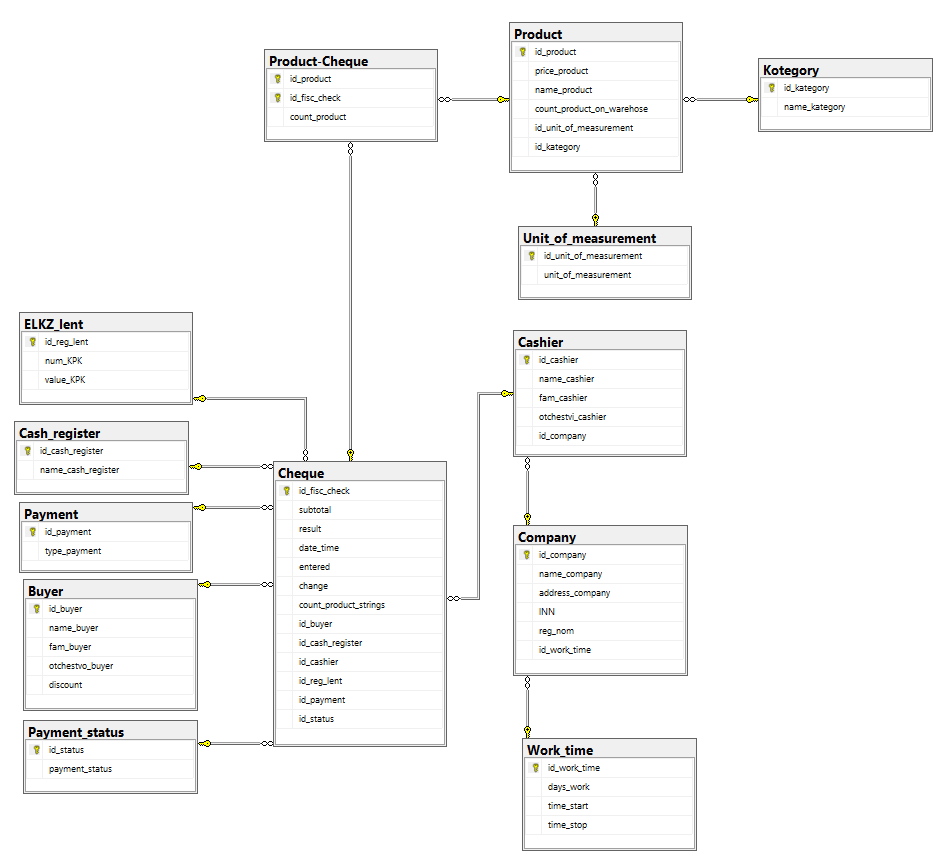 Product
id_product
price_product
name_product
count_product_on_warehose
id_unit_of_measurement
id_kategory
Product-Cheque
id_product
id_fisc_check
count_product
Kotegory
id_kategory
name_kategory
Unit_of_measurement
id_unit_of_measurement
unit_of_measurement
ELKZ_lent
id_reg_lent
num_KPK
value_KPK
Cashier
id_cashier
name_cashier
fam_cashier
otchestvi_cashier
id_company
Cash_register
id_cash_register
name_cash_register
Cheque
id_fisc_check
subtotal
result
date_time
entered
change
count_product_strings
id_buyer
id_cash_register
id_cashier
id_reg_lent
id_payment
id_status
Payment
id_payment
type_payment
Company
id_company
name_company
address_company
INN
reg_nom
id_work_time
Buyer
id_buyer
name_buyer
fam_buyer
otchestvo_buyer
discount
Payment_status
id_status
payment_status
Work_time
id_work_time
days_work
time_start
time_stop